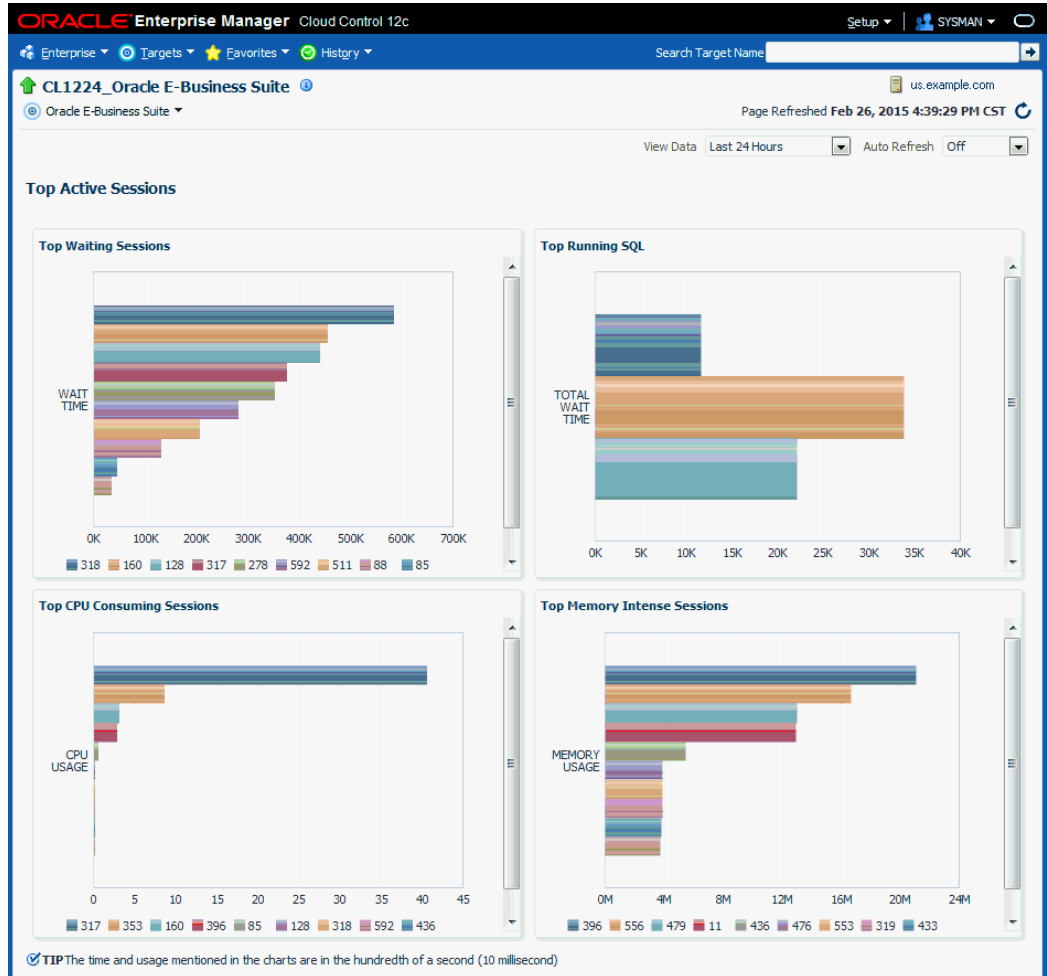 ORACLE Enterprise Manager Cloud Control 12c
Setup SYSMAN
Enterprise Targets Favorites History Search Target Name
CL1224_Oracle E-Business Suite
us.example.com
Oracle E-Business Suite
Page Refreshed Feb 26, 2015 4:39:29 PM CST
View Data Last 24 Hours Auto Refresh Off
Top Active Sessions
Top Waiting Sessions
WAIT
TIME
0K 100K 200K 300K 400K 500K 600K 700K
318 160 128 317 278 592 511 88 85
Top Running SQL
TOTAL
WAIT
TIME
0K 5K 10K 15K 20K 25K 30K 35K 40K
Top CPU Consuming Sessions
CPU
USAGE
0 5 10 15 20 25 30 35 40 45
317 353 160 396 85 128 318 592 436
Top Memory Intense Sessions
MEMORY
USAGE
0M 4M 8M 12M 16M 20M 24M
396 556 479 11 436 476 553 319 433
TIP The time and usage mentioned in the charts are in the hundredth of a second (10 millisecond)